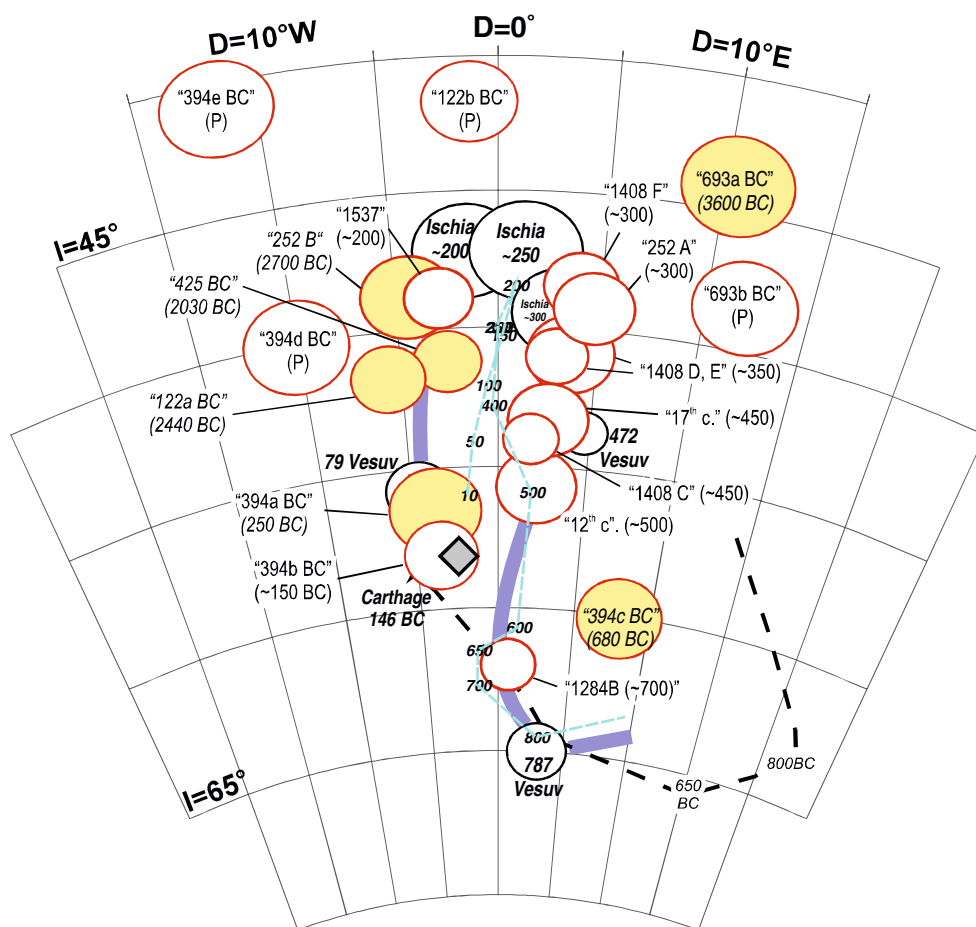 D=10°W
D=0°
D=10°E
“394e BC”
(P)
“122b BC”
(P)
“693a BC”
(3600 BC)
“1408 F”
(~300)
“1537”
(~200)
Ischia
~200
Ischia
~250
I=45°
“252 B“
(2700 BC)
“252 A”
(~300)
“425 BC”
(2030 BC)
200
Ischia
~300
“693b BC”
(P)
“394d BC”
(P)
150
“1408 D, E” (~350)
100
“122a BC”
(2440 BC)
400
“17th c.” (~450)
50
472
Vesuv
79 Vesuv
10
500
“1408 C” (~450)
“394a BC”
(250 BC)
“12th c”. (~500)
“394b BC”
(~150 BC)
Carthage
146 BC
“394c BC”
(680 BC)
600
650
700
“1284B (~700)”
800
787
Vesuv
800BC
650
BC
I=65°